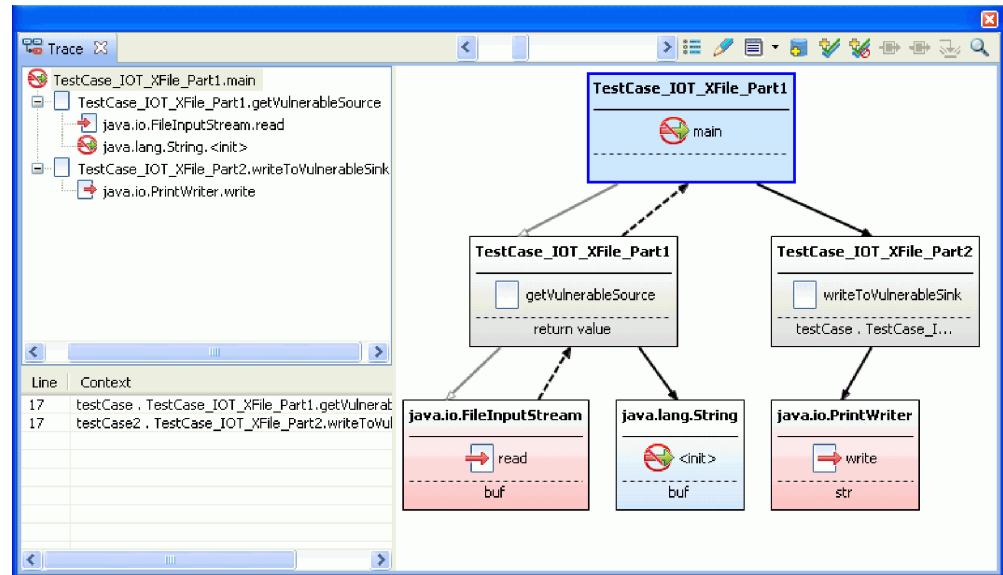 Trace
TestCase_IOT_XFile_Part1.main
TestCase_IOT_XFile_Part1.getVulnerableSource
java.io.FileInputStream.read
java.lang.String.<init>
TestCase_IOT_XFile_Part2.writeToVulnerableSink
java.io.PrintWriter.write
Line Context
17 testCase . TestCase_IOT_XFile_Part1.getVulnerat
17 testCase2 . TestCase_IOT_XFile_Part2.writeToVul
TestCase_IOT_XFile_Part1
main
TestCase_IOT_XFile_Part1
getVulnerableSource
return value
TestCase_IOT_XFile_Part2
writeToVulnerableSink
testCase . TestCase_I...
java.io.FileInputStream
read
buf
java.lang.String
<init>
buf
java.io.PrintWriter
write
str